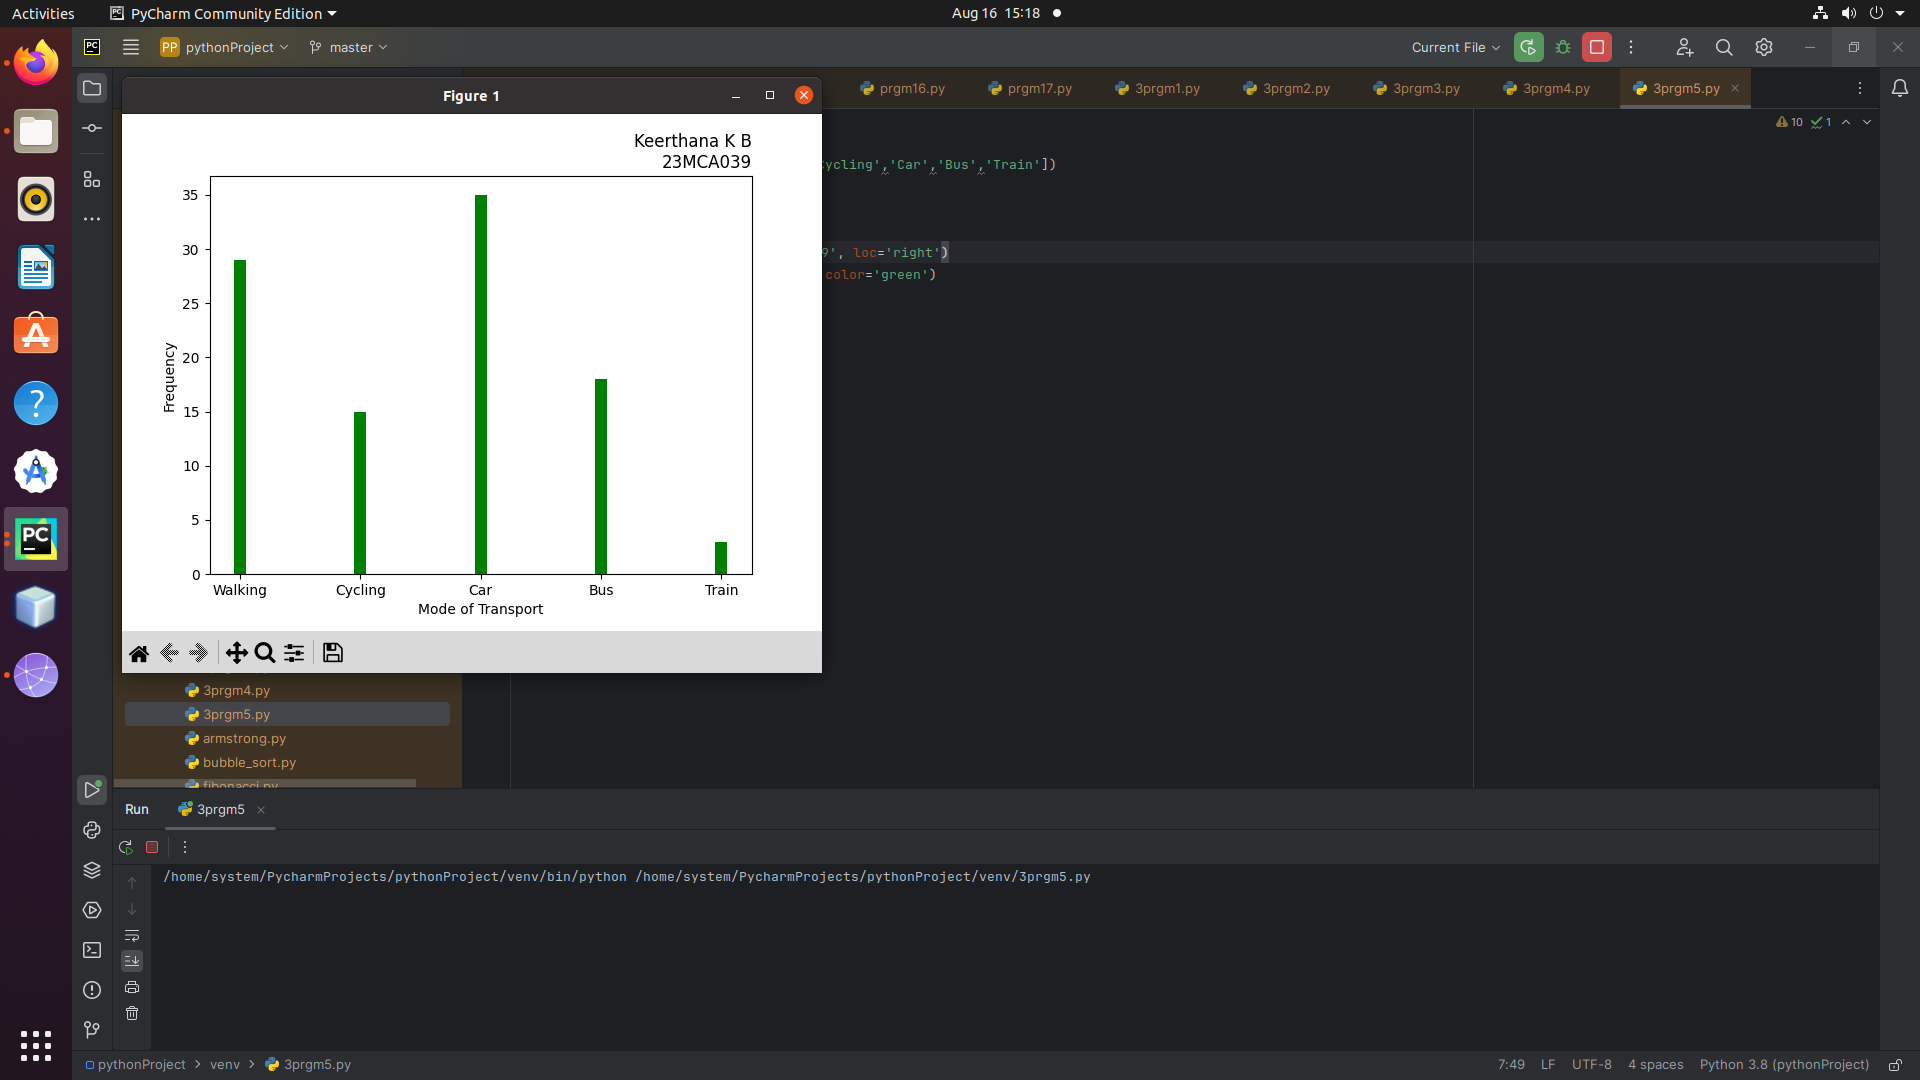 Activities
PyCharm Community Edition
Aug 16 15:18
PC
PP pythonProject
master
Current File
Figure 1
prgm16.py
prgm17.py
3prgm1.py
3prgm2.py
3prgm3.py
3prgm4.py
3prgm5.py
10
1
ycling','Car','Bus','Train'])
9', loc='right')
color='green')
Keerthana K B
23MCA039
35
30
25
20
15
10
5
0
Frequency
Walking
Cycling
Car
Bus
Train
Mode of Transport
PC
3prgm4.py
3prgm5.py
armstrong.py
bubble_sort.py
fibonacci.py
Run
3prgm5
/home/system/PycharmProjects/pythonProject/venv/bin/python /home/system/PycharmProjects/pythonProject/venv/3prgm5.py
pythonProject
venv
3prgm5.py
7:49
LF
UTF-8
4 spaces
Python 3.8 (pythonProject)